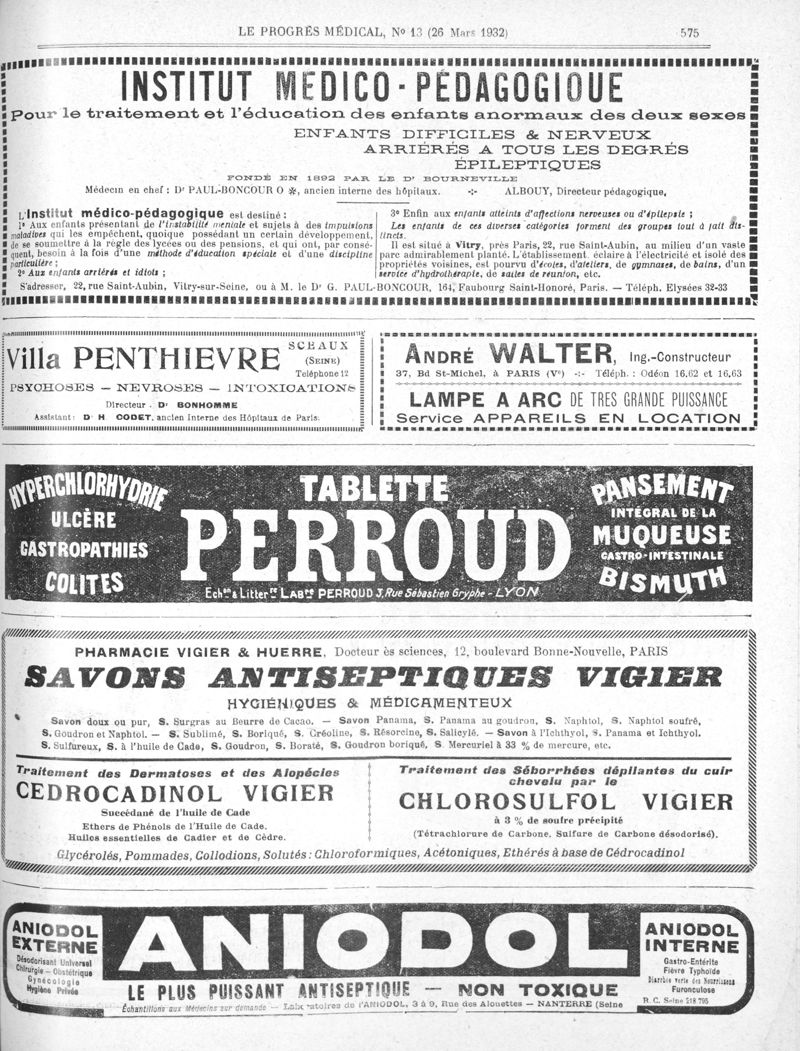 LE PROGRÈS MÉDICAL, No 13 (26 Mars 1932) 575
INSTITUT MEDICO-PÉDAGOGIQUE
Pour le traitement et l'éducation des enfants anormaux des deux sexes
ENFANTS DIFFICILES & NERVEUX
ARRIÉRÉS A TOUS LES DEGRÉS
ÉPILEPTIQUES
FONDÉ EN 1892 PAR LE Dr BOURNEVILLE
Médecin en chef : Dr PAUL-BONCOUR O ✻, ancien interne des hôpitaux. -:- ALBOUY, Directeur pédagogique,
L'Institut médico-pédagogique est destiné :
1o Aux enfants présentant de l'instabilité mentale et sujets à des impulsions
maladives qui les empêchent, quoique possédant un certain développement,
de se soumettre à la règle des lycées ou des pensions, et qui ont, par consé-
quent, besoin à la fois d'une méthode d'éducation spéciale et d'une discipline
particulière ;
2o Aux enfants arriérés et idiots ;
3o Enfin aux enfants atteints d'affections nerveuses ou d'épilepsie ;
Les enfants de ces diverses catégories forment des groupes tout à fait dis-
tincts.
Il est situé à Vitry, près Paris, 22, rue Saint-Aubin, au milieu d'un vaste
parc admirablement planté. L'établissement. éclaire à l'électricité et isolé des
propriétés voisines, est pourvu d'écoles, d'ateliers, de gymnases, de bains, d'un
service d'hydrothérapie, de salles de réunion, etc.
S'adresser, 22, rue Saint-Aubin, Vitry-sur-Seine, ou à M. le Dr G. PAUL-BONCOUR, 164, Faubourg Saint-Honoré, Paris. — Téléph. Elysées 32-33
Villa PENTHIEVRE
SCEAUX
(SEINE)
Téléphone 12
PSYCHOSES — NEVROSES — INTOXICATIONS
Directeur : Dr BONHOMME
Assistant: Dr H. CODET, ancien Interne des Hôpitaux de Paris.
ANDRÉ WALTER, Ing.-Constructeur
37, Bd St-Michel, à PARIS (Ve) -:- Téléph. : Odéon 16.62 et 16.63
LAMPE A ARC DE TRES GRANDE PUISSANCE
Service APPAREILS EN LOCATION
HYPERCHLORHYDRIE
ULCÈRE
GASTROPATHIES
COLITES
TABLETTE
PERROUD
Echons & Littere LABres PERROUD 3, Rue Sébastien Gryphe - LYON
PANSEMENT
INTÉGRAL DE LA
MUQUEUSE
GASTRO-INTESTINALE
BISMUTH
PHARMACIE VIGIER & HUERRE, Docteur ès sciences, 12, boulevard Bonne-Nouvelle, PARIS
SAVONS ANTISEPTIQUES VIGIER
HYGIÉNIQUES & MÉDICAMENTEUX
Savon doux ou pur, S. Surgras au Beurre de Cacao. — Savon Panama, S. Panama au goudron, S. Naphtol, S. Naphtol soufré,
S. Goudron et Naphtol. — S. Sublimé, S. Boriqué, S. Créoline, S. Résorcine, S. Salicylé. — Savon à l'Ichthyol, S. Panama et Ichthyol.
S. Sulfureux, S. à l'huile de Cade, S. Goudron, S. Boraté, S. Goudron boriqué, S. Mercuriel à 33 % de mercure, etc.
Traitement des Dermatoses et des Alopécies
CEDROCADINOL VIGIER
Succédané de l'huile de Cade
Ethers de Phénols de l'Huile de Cade.
Huiles essentielles de Cadier et de Cèdre.
Traitement des Séborrhées dépilantes du cuir
chevelu par le
CHLOROSULFOL VIGIER
à 3 % de soufre précipité
(Tétrachlorure de Carbone. Sulfure de Carbone désodorisé).
Glycérolés, Pommades, Collodions, Solutés : Chloroformiques, Acétoniques, Ethérés à base de Cédrocadinol
ANIODOL
EXTERNE
Désodorisant Universel
Chirurgie - Obstétrique
Gynécologie
Hygiène Privée
ANIODOL
LE PLUS PUISSANT ANTISEPTIQUE — NON TOXIQUE
Échantillons aux Médecins sur demande — Laboratoires de l'ANIODOL, 3 à 9, Rue des Alouettes — NANTERRE (Seine
ANIODOL
INTERNE
Gastro-Entérite
Fièvre Typhoïde
Diarrhée verte des Nourrissons
Furonculose
R. C. Seine 218 795